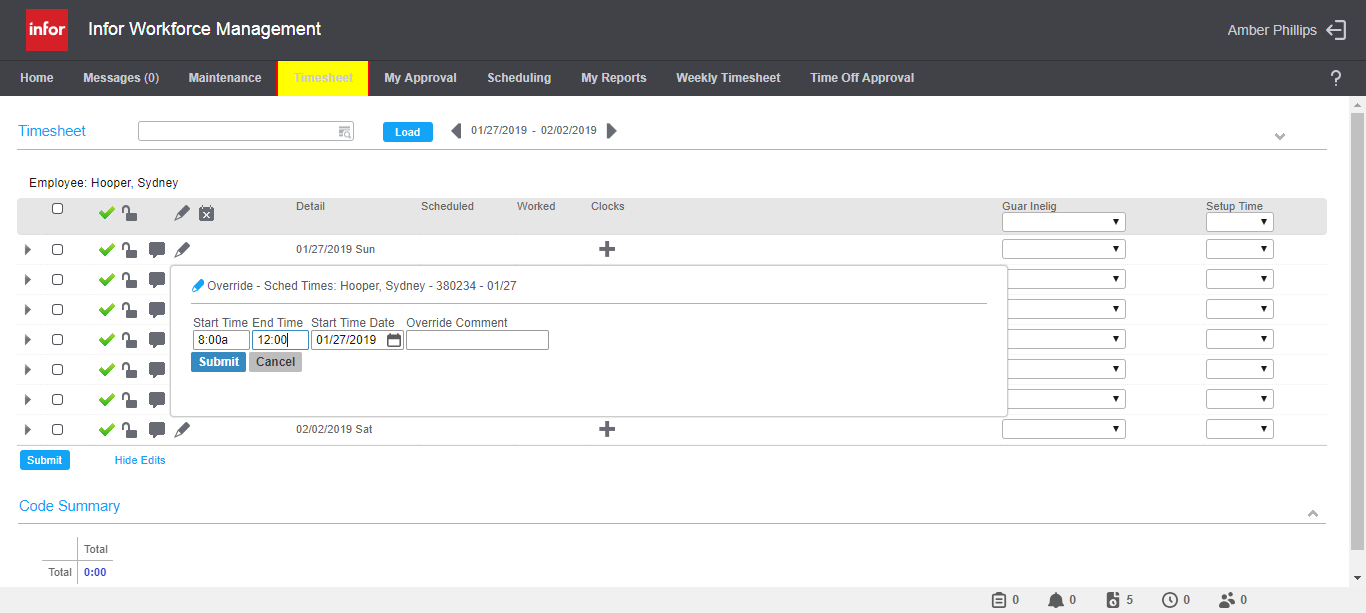 infor Infor Workforce Management Amber Phillips
Home Messages (0) Maintenance Timesheet My Approval Scheduling My Reports Weekly Timesheet Time Off Approval ?
Timesheet Load 01/27/2019 - 02/02/2019
Employee: Hooper, Sydney
Detail Scheduled Worked Clocks Guar Inelig Setup Time
01/27/2019 Sun
Override - Sched Times: Hooper, Sydney - 380234 - 01/27
Start Time End Time Start Time Date Override Comment
8:00a 12:00 01/27/2019
Submit Cancel
02/02/2019 Sat
Submit Hide Edits
Code Summary
Total
Total 0:00
0 0 5 0 0